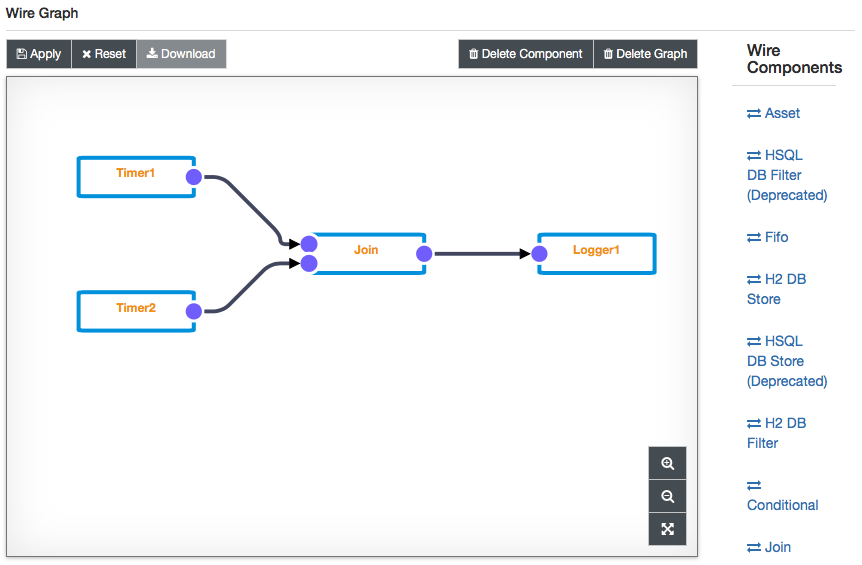 Wire Graph
Apply
Reset
Download
Delete Component
Delete Graph
Timer1
Timer2
Join
Logger1
Wire
Components
Asset
HSQL
DB Filter
(Deprecated)
Fifo
H2 DB
Store
HSQL
DB Store
(Deprecated)
H2 DB
Filter
Conditional
Join